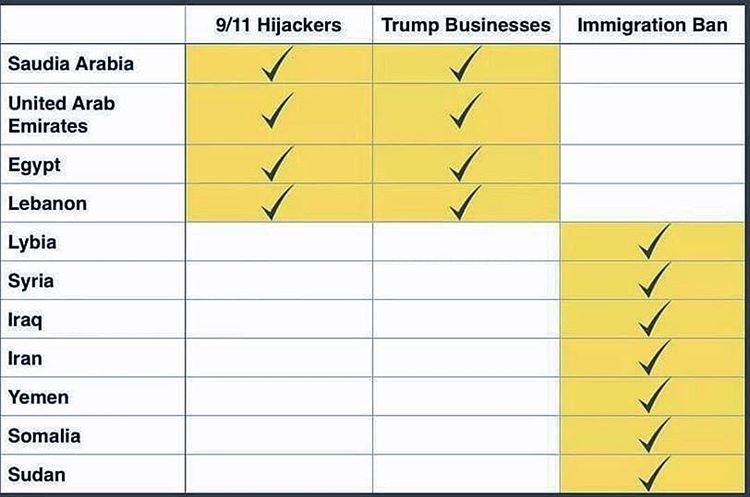 9/11 Hijackers Trump Businesses Immigration Ban
Saudia Arabia
United Arab
Emirates
Egypt
Lebanon
Lybia
Syria
Iraq
Iran
Yemen
Somalia
Sudan